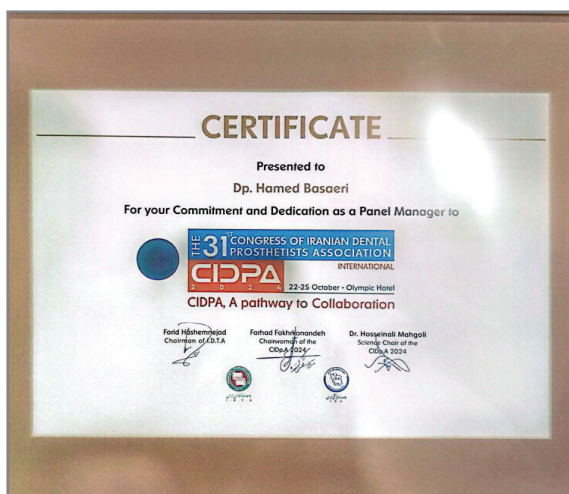 CERTIFICATE
Presented to
Dp. Hamed Basaeri
For your Commitment and Dedication as a Panel Manager to
THE 31st CONGRESS OF IRANIAN DENTAL
PROSTHETISTS ASSOCIATION
INTERNATIONAL
CIDPA
2024
22-25 October • Olympic Hotel
CIDPA, A pathway to Collaboration
Farid Hashemnejad
Chairman of I.D.T.A
Farhad Fakhrionandeh
Chairwoman of the
CIDpA 2024
Dr. Hosseinali Mahgoli
Science Chair of the
CIDpA 2024